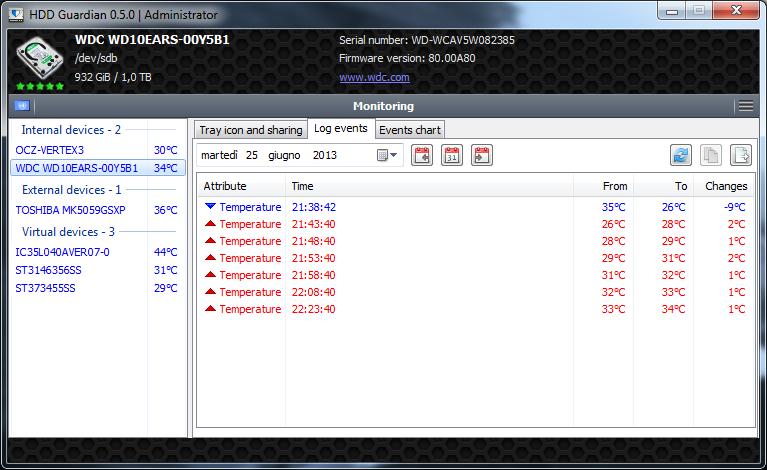 HDD Guardian 0.5.0 | Administrator
WDC WD10EARS-00Y5B1
/dev/sdb
932 GiB / 1,0 TB
Serial number: WD-WCAV5W082385
Firmware version: 80.00A80
www.wdc.com
Monitoring
Internal devices - 2
OCZ-VERTEX3 30°C
WDC WD10EARS-00Y5B1 34°C
External devices - 1
TOSHIBA MK5059GSXP 36°C
Virtual devices - 3
IC35L040AVER07-0 44°C
ST3146356SS 31°C
ST373455SS 29°C
Tray icon and sharing Log events Events chart
martedì 25 giugno 2013 31
Attribute Time From To Changes
Temperature 21:38:42 35°C 26°C -9°C
Temperature 21:43:40 26°C 28°C 2°C
Temperature 21:48:40 28°C 29°C 1°C
Temperature 21:53:40 29°C 31°C 2°C
Temperature 21:58:40 31°C 32°C 1°C
Temperature 22:08:40 32°C 33°C 1°C
Temperature 22:23:40 33°C 34°C 1°C